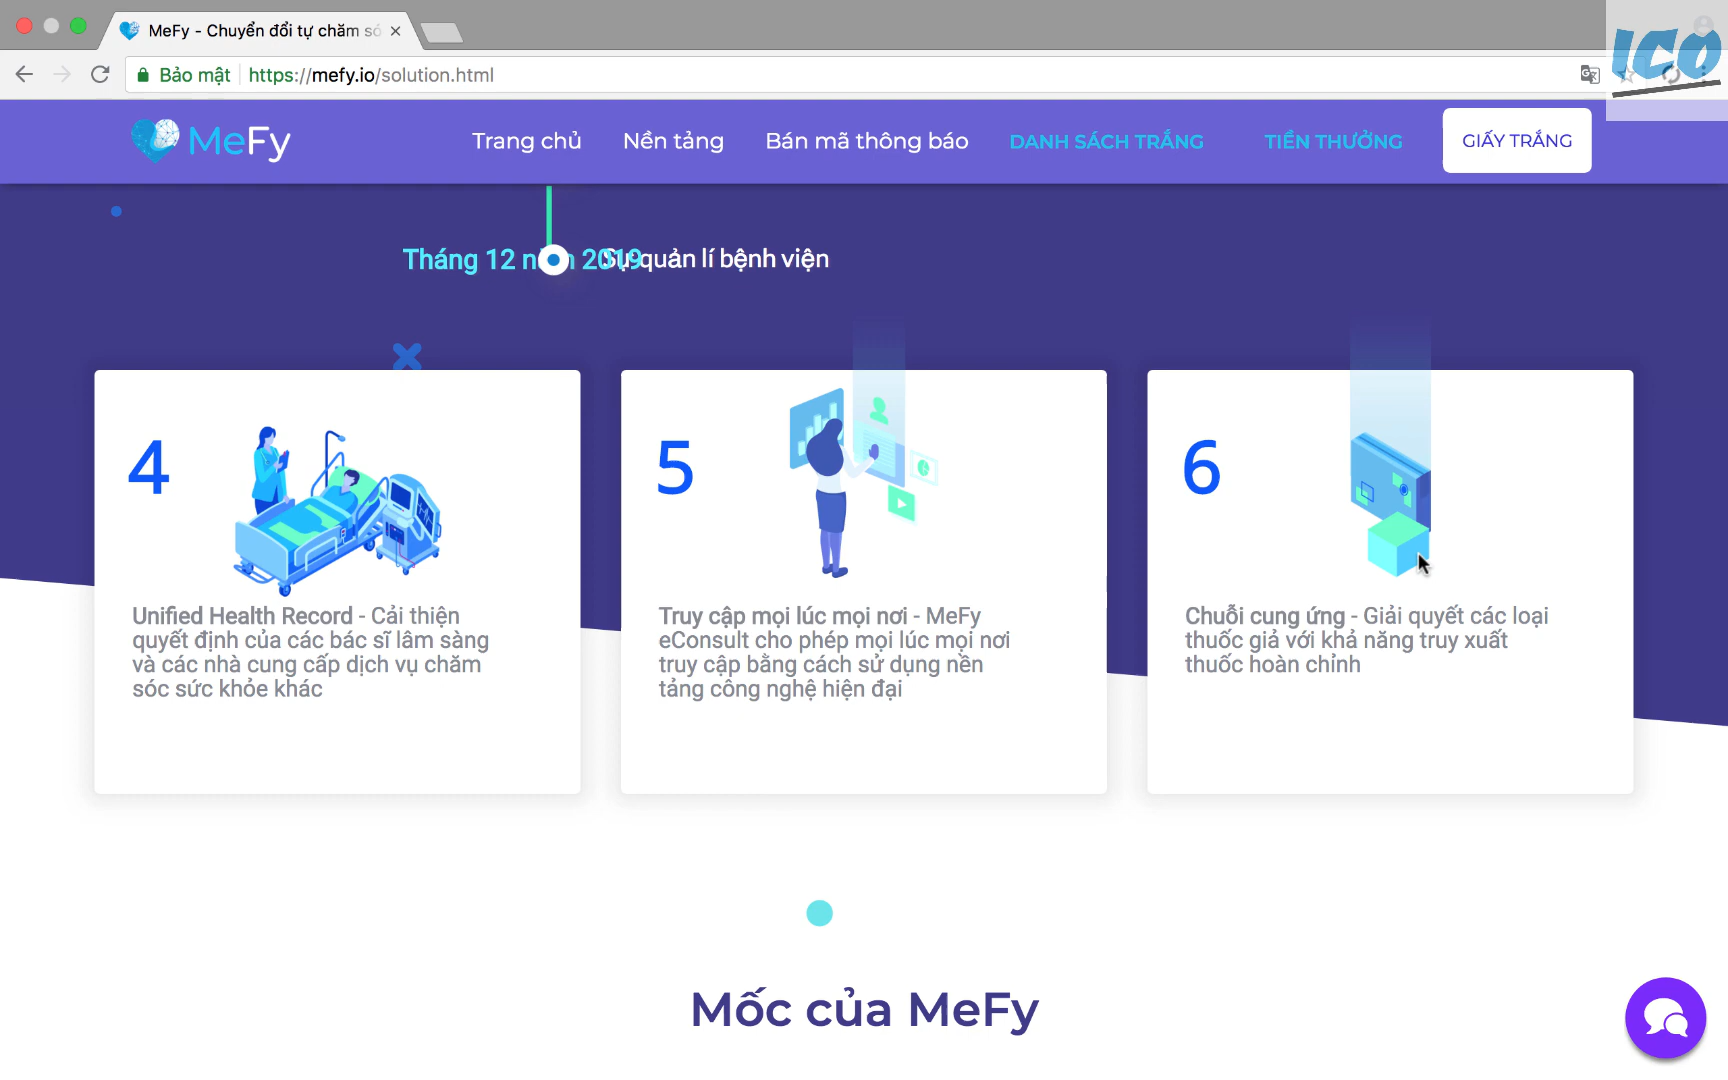 MeFy - Chuyển đổi tự chăm só
ICO
Bảo mật https://mefy.io/solution.html
MeFy Trang chủ Nền tảng Bán mã thông báo DANH SÁCH TRẮNG TIỀN THƯỞNG GIẤY TRẮNG
Tháng 12 năm 2019 Sự quản lí bệnh viện
4
Unified Health Record - Cải thiện
quyết định của các bác sĩ lâm sàng
và các nhà cung cấp dịch vụ chăm
sóc sức khỏe khác
5
Truy cập mọi lúc mọi nơi - MeFy
eConsult cho phép mọi lúc mọi nơi
truy cập bằng cách sử dụng nền
tảng công nghệ hiện đại
6
Chuỗi cung ứng - Giải quyết các loại
thuốc giả với khả năng truy xuất
thuốc hoàn chỉnh
Mốc của MeFy